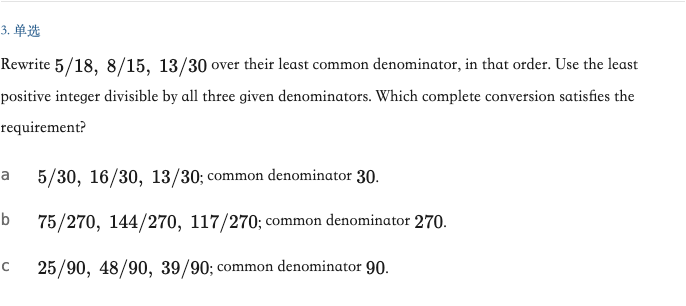 3. 单选
Rewrite 5/18, 8/15, 13/30 over their least common denominator, in that order. Use the least
positive integer divisible by all three given denominators. Which complete conversion satisfies the
requirement?
a 5/30, 16/30, 13/30; common denominator 30.
b 75/270, 144/270, 117/270; common denominator 270.
c 25/90, 48/90, 39/90; common denominator 90.